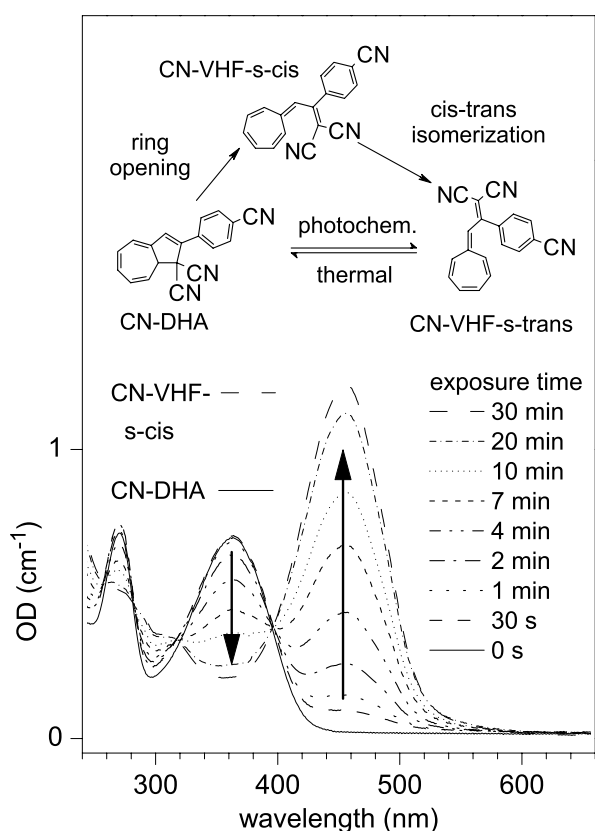 CN-VHF-s-cis
CN
CN
NC
ring
opening
cis-trans
isomerization
CN
CN
CN
CN-DHA
photochem.
thermal
NC
CN
CN
CN-VHF-s-trans
CN-VHF-
s-cis
CN-DHA
exposure time
30 min
20 min
10 min
7 min
4 min
2 min
1 min
30 s
0 s
OD (cm⁻¹)
1
0
300
400
500
600
wavelength (nm)